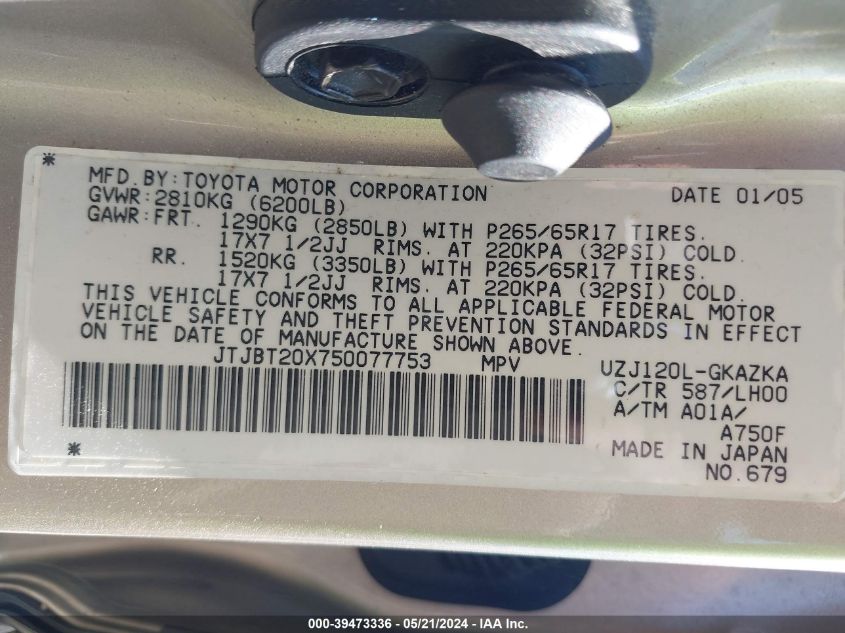 *
MFD. BY: TOYOTA MOTOR CORPORATION DATE 01/05
GVWR: 2810KG (6200LB)
GAWR: FRT. 1290KG (2850LB) WITH P265/65R17 TIRES.
17X7 1/2JJ RIMS. AT 220KPA (32PSI) COLD.
RR. 1520KG (3350LB) WITH P265/65R17 TIRES.
17X7 1/2JJ RIMS. AT 220KPA (32PSI) COLD.
THIS VEHICLE CONFORMS TO ALL APPLICABLE FEDERAL MOTOR
VEHICLE SAFETY AND THEFT PREVENTION STANDARDS IN EFFECT
ON THE DATE OF MANUFACTURE SHOWN ABOVE.
JTJBT20X750077753 MPV UZJ120L-GKAZKA
C/TR 587/LH00
A/TM A01A/
A750F
* MADE IN JAPAN
NO.679
000-39473336 / 05/21/2024 / IAA Inc.